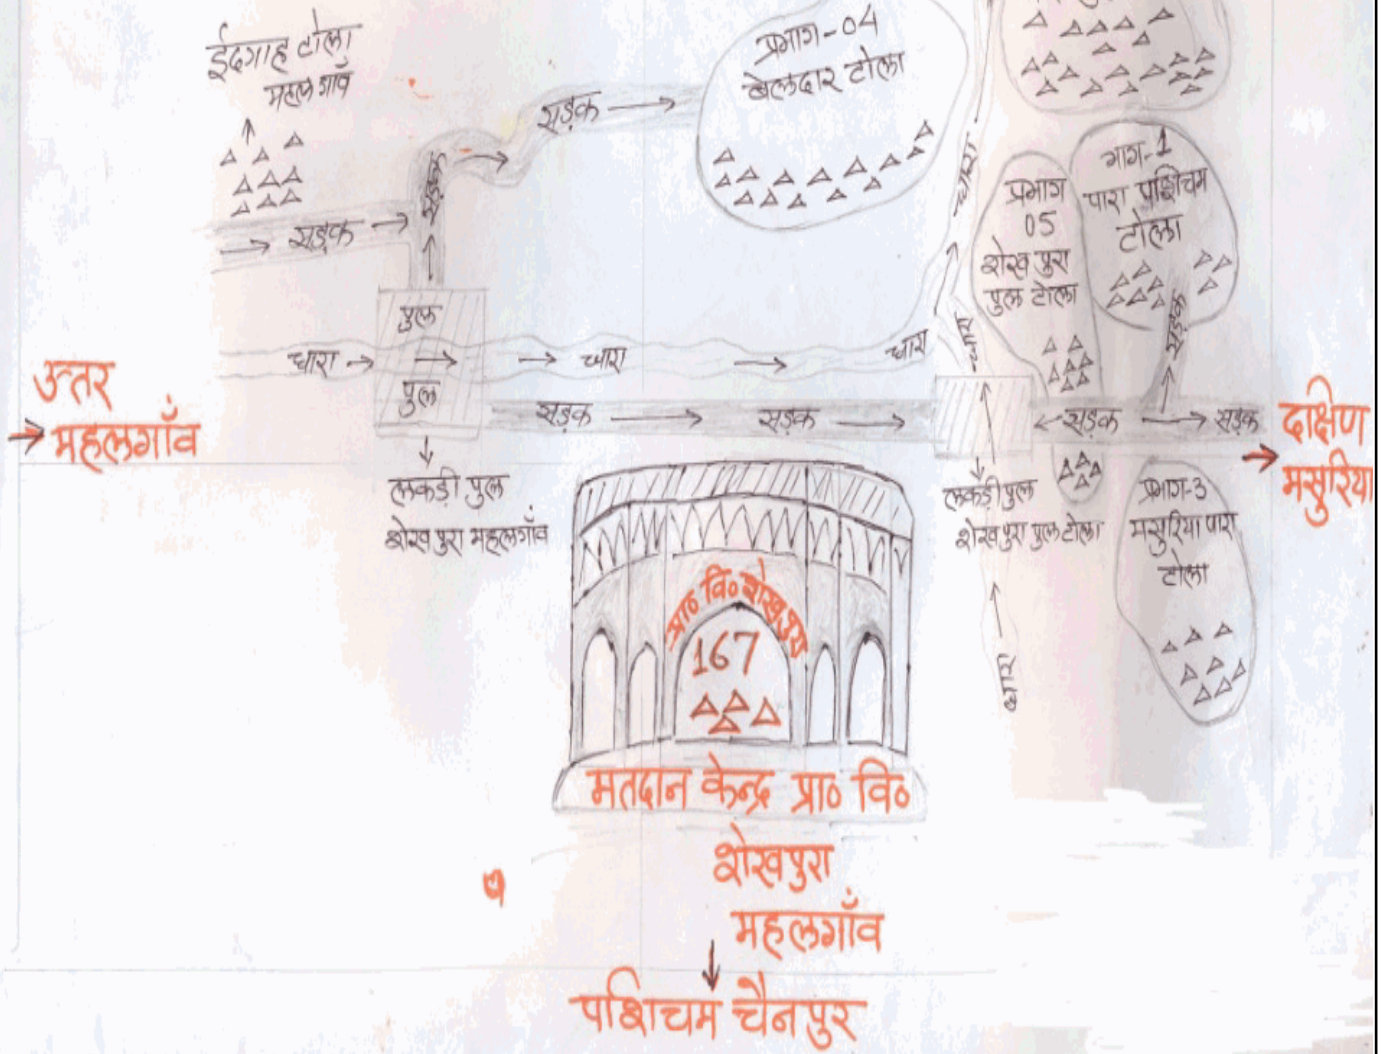 ईदगाह टोला
महलगाँव
प्रभाग-04
बेलदार टोला
सड़क
सड़क
सड़क
धारा
भाग-1
पारा पश्चिम
टोला
प्रभाग
05
शेखपुरा
पुल टोला
सड़क
पुल
धारा
धारा
धारा
धारा
पुल
उत्तर
महलगाँव
सड़क
सड़क
सड़क
सड़क
दक्षिण
मसुरिया
लकड़ी पुल
शेखपुरा महलगाँव
लकड़ी पुल
शेखपुरा पुल टोला
प्रभाग-3
मसुरिया पारा
टोला
धारा
प्रा० वि० शेखपुरा
167
मतदान केन्द्र प्रा० वि०
शेखपुरा
महलगाँव
पश्चिम चैनपुर